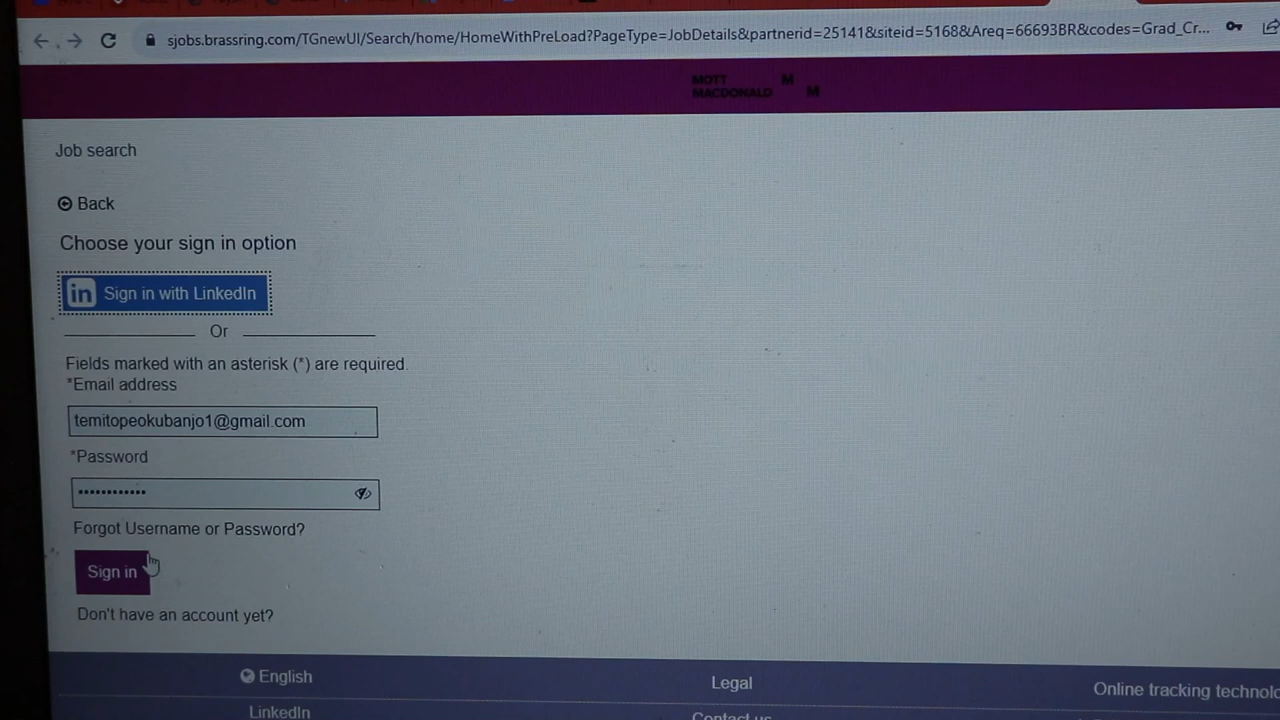 sjobs.brassring.com/TGnewUI/Search/home/HomeWithPreLoad?PageType=JobDetails&partnerid=25141&siteid=5168&Areq=66693BR&codes=Grad_Cr...
MOTT M
MACDONALD M
Job search
Back
Choose your sign in option
in Sign in with LinkedIn
Or
Fields marked with an asterisk (*) are required.
*Email address
temitopeokubanjo1@gmail.com
*Password
••••••••••••
Forgot Username or Password?
Sign in
Don't have an account yet?
English
Legal
Online tracking technolo
LinkedIn
Contact us